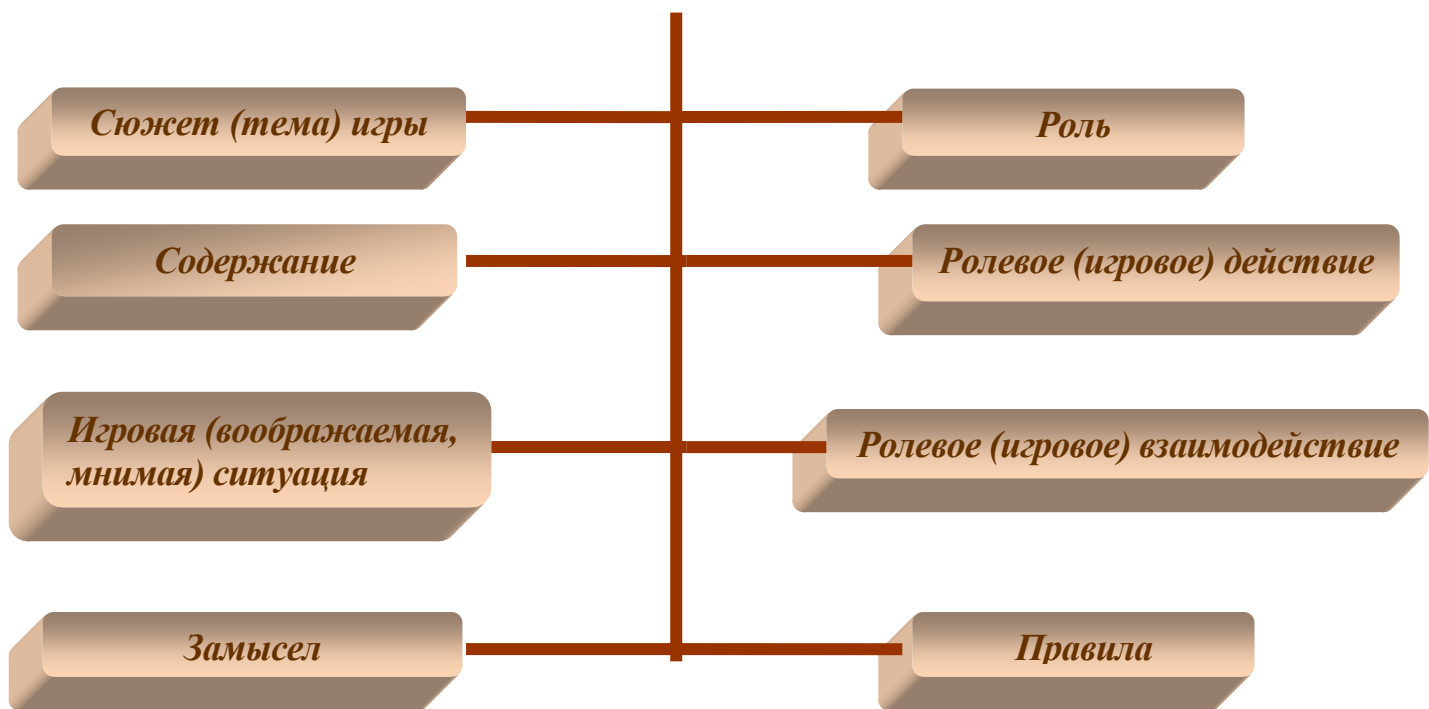 Сюжет (тема) игры
Роль
Содержание
Ролевое (игровое) действие
Игровая (воображаемая,
мнимая) ситуация
Ролевое (игровое) взаимодействие
Замысел
Правила